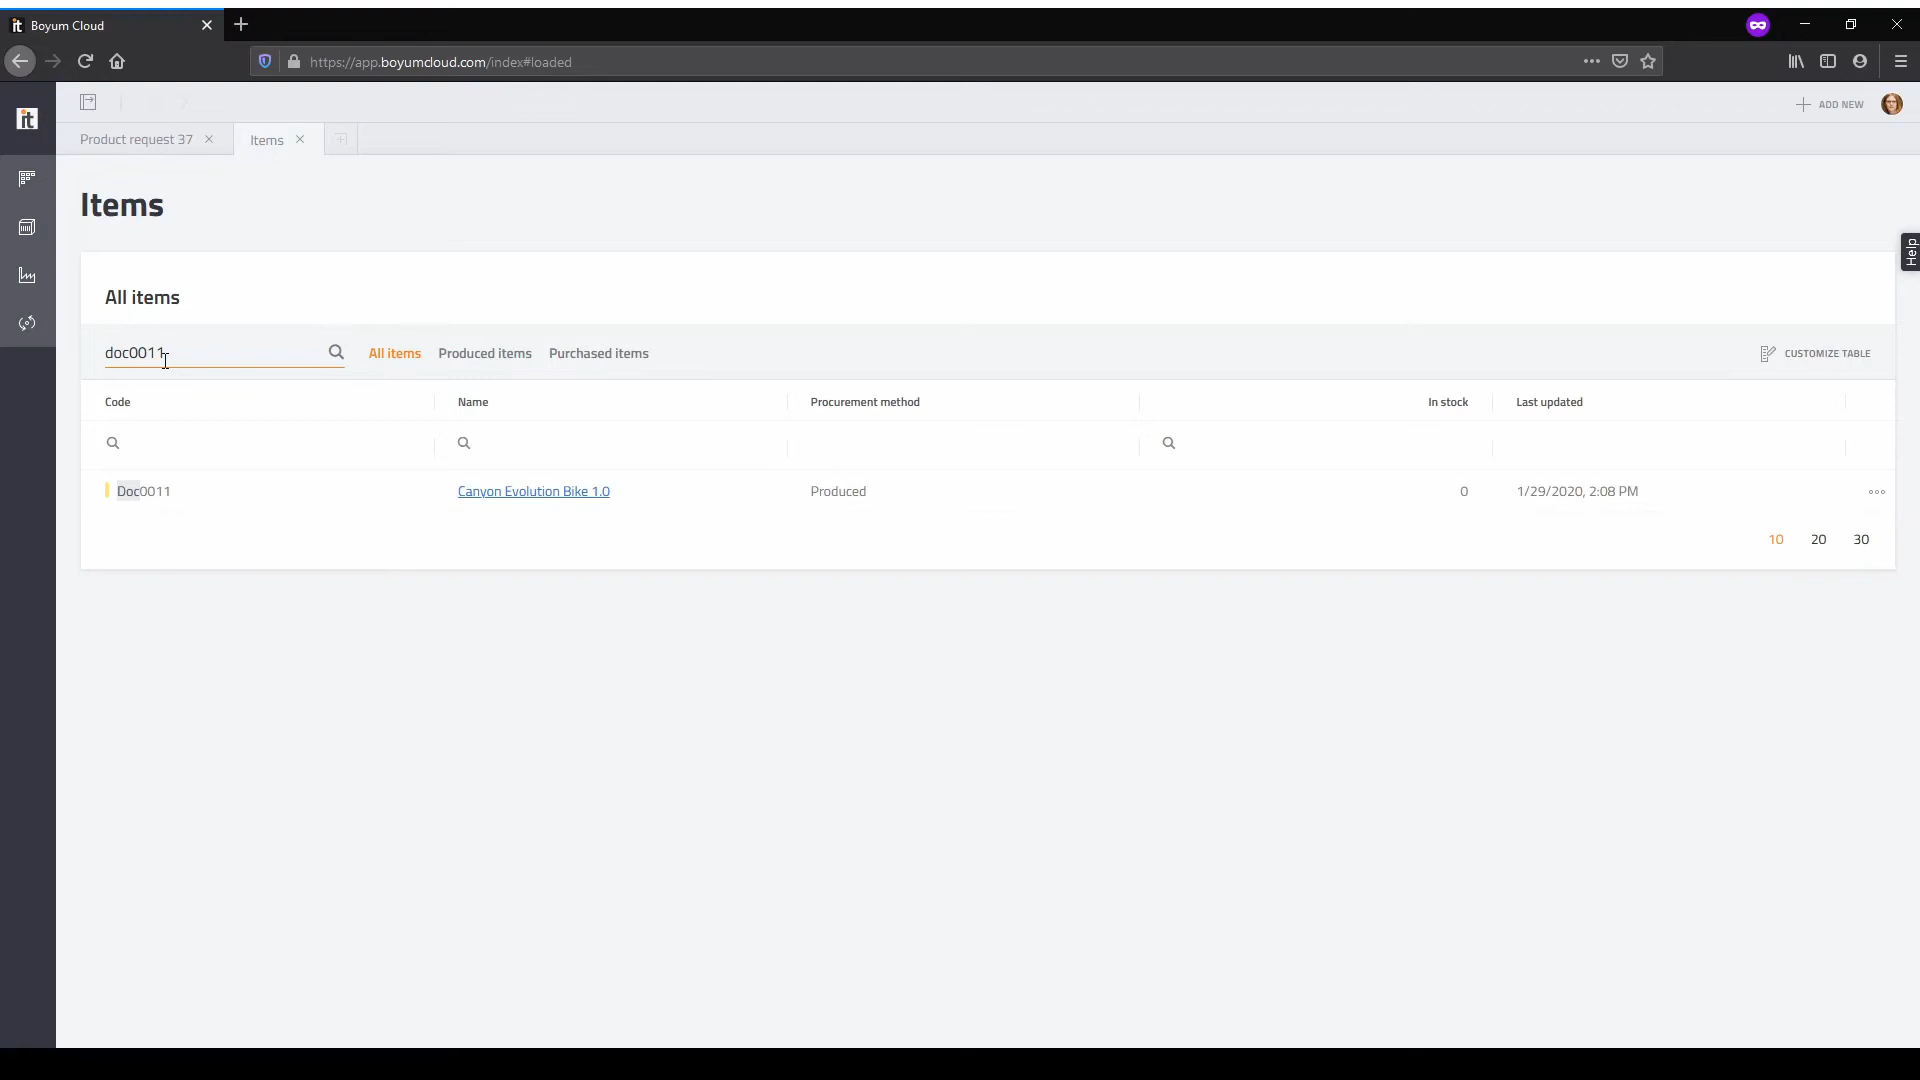 it Boyum Cloud
https://app.boyumcloud.com/index#loaded
it
ADD NEW
Product request 37
Items
Items
Help
All items
doc0011
All items
Produced items
Purchased items
CUSTOMIZE TABLE
Code
Name
Procurement method
In stock
Last updated
Doc0011
Canyon Evolution Bike 1.0
Produced
0
1/29/2020, 2:08 PM
10
20
30